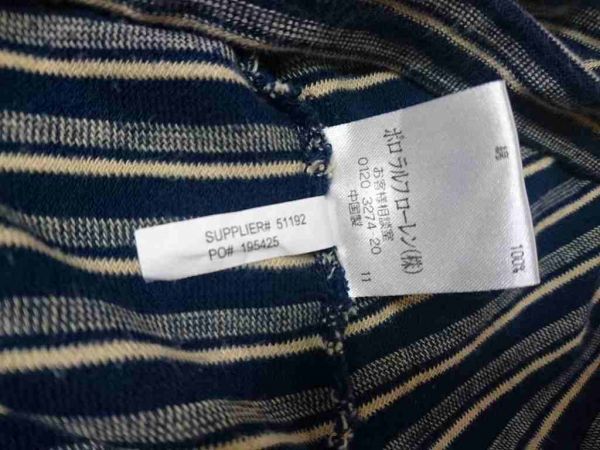 綿 100%
ポロ ラルフ ローレン(株)
お客様相談室
0120 3274 20
中国製 11
SUPPLIER# 51192
PO# 195425